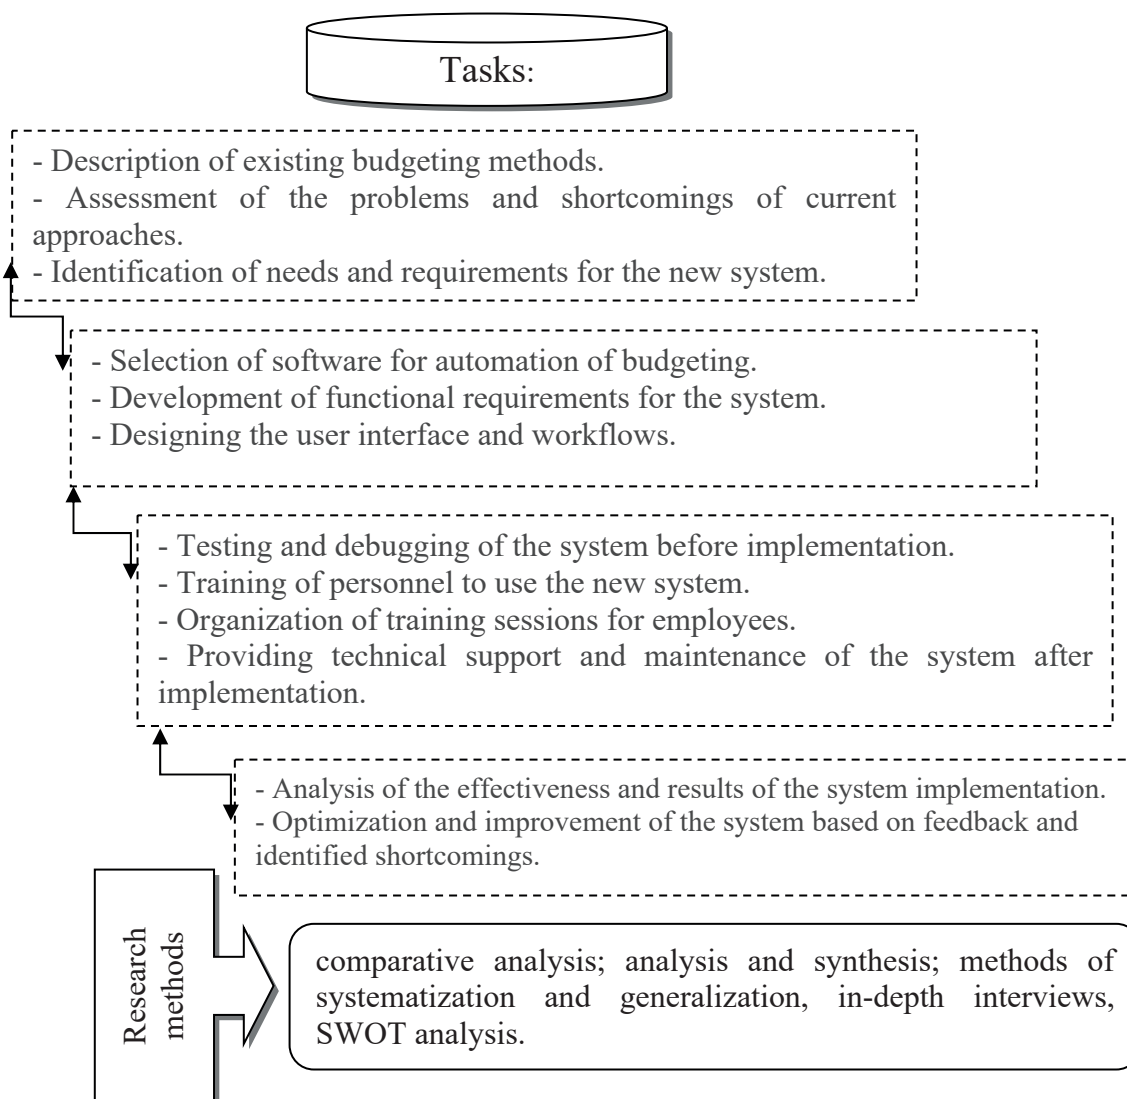 Tasks:
- Description of existing budgeting methods.
- Assessment of the problems and shortcomings of current
approaches.
- Identification of needs and requirements for the new system.
- Selection of software for automation of budgeting.
- Development of functional requirements for the system.
- Designing the user interface and workflows.
- Testing and debugging of the system before implementation.
- Training of personnel to use the new system.
- Organization of training sessions for employees.
- Providing technical support and maintenance of the system after
implementation.
- Analysis of the effectiveness and results of the system implementation.
- Optimization and improvement of the system based on feedback and
identified shortcomings.
Research
methods
comparative analysis; analysis and synthesis; methods of
systematization and generalization, in-depth interviews,
SWOT analysis.